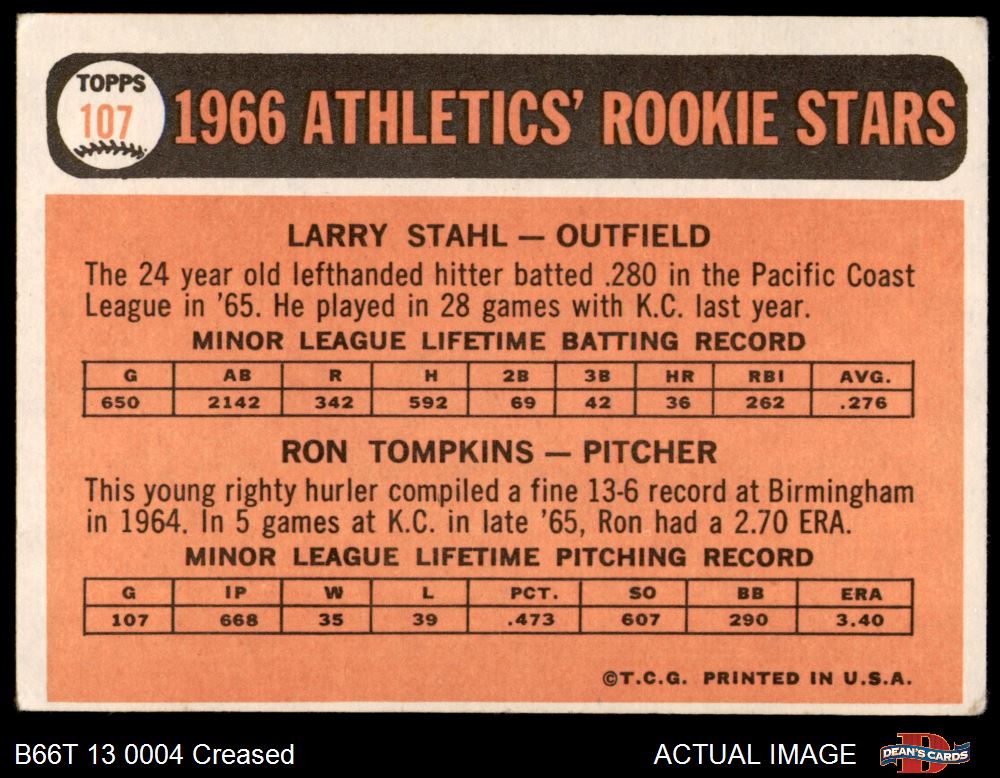 TOPPS
107
1966 ATHLETICS' ROOKIE STARS
LARRY STAHL — OUTFIELD
The 24 year old lefthanded hitter batted .280 in the Pacific Coast
League in '65. He played in 28 games with K.C. last year.
MINOR LEAGUE LIFETIME BATTING RECORD
G AB R H 2B 3B HR RBI AVG.
650 2142 342 592 69 42 36 262 .276
RON TOMPKINS — PITCHER
This young righty hurler compiled a fine 13-6 record at Birmingham
in 1964. In 5 games at K.C. in late '65, Ron had a 2.70 ERA.
MINOR LEAGUE LIFETIME PITCHING RECORD
G IP W L PCT. SO BB ERA
107 668 35 39 .473 607 290 3.40
©T.C.G. PRINTED IN U.S.A.
B66T 13 0004 Creased
ACTUAL IMAGE
D
DEAN'S CARDS